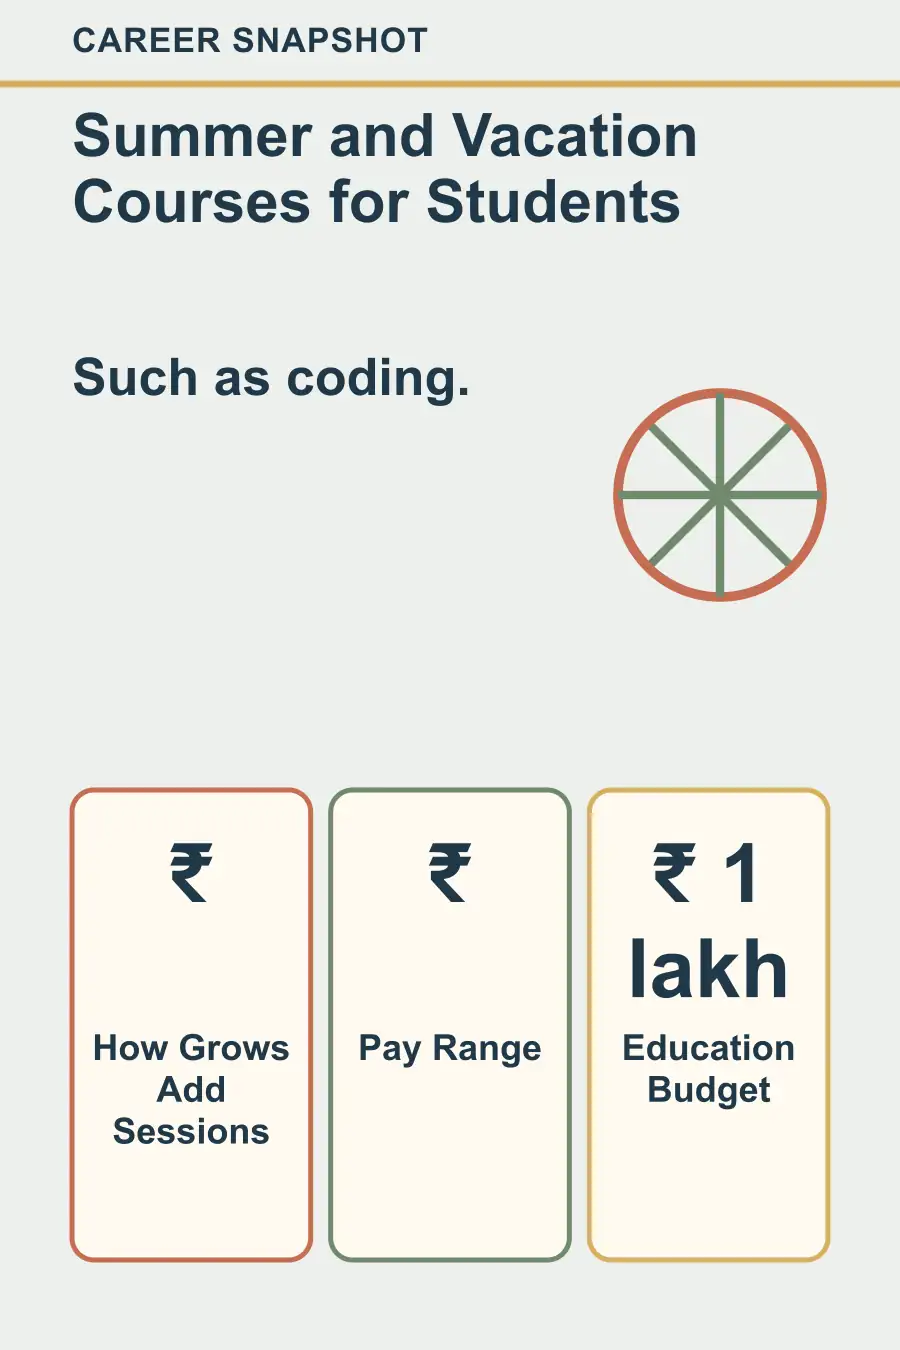 CAREER SNAPSHOT
Summer and Vacation
Courses for Students
Such as coding.
₹
How Grows
Add
Sessions
₹
Pay Range
₹ 1
lakh
Education
Budget